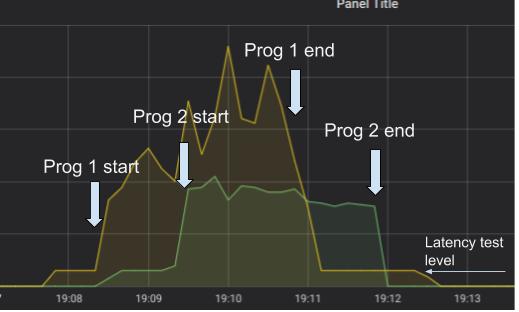 Panel Title
Prog 1 end
Prog 2 start
Prog 2 end
Prog 1 start
Latency test
level
19:08
19:09
19:10
19:11
19:12
19:13